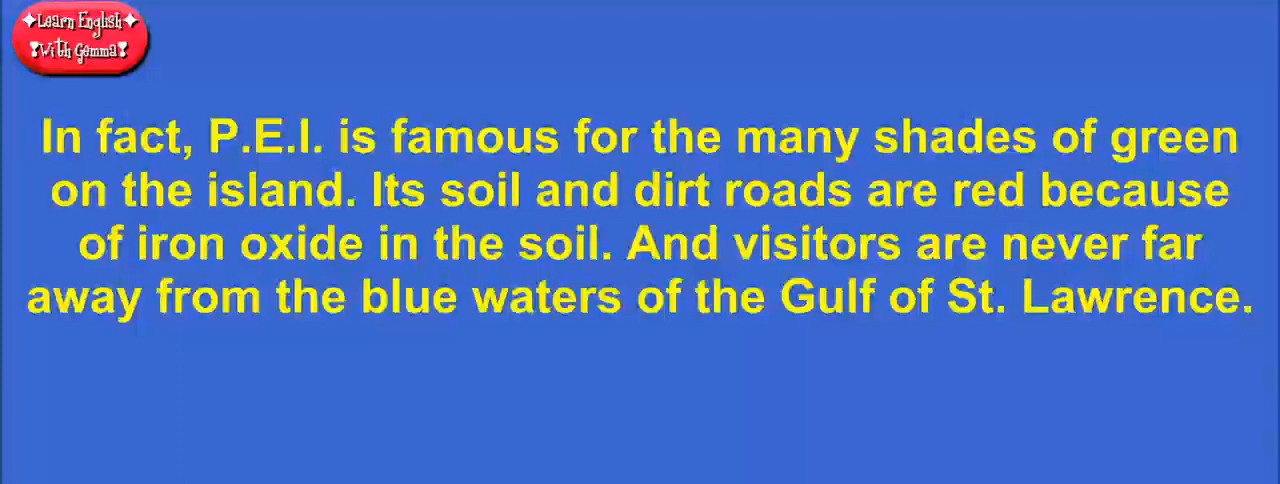 ✦Learn English✦
❢With Gemma❢
In fact, P.E.I. is famous for the many shades of green
on the island. Its soil and dirt roads are red because
of iron oxide in the soil. And visitors are never far
away from the blue waters of the Gulf of St. Lawrence.